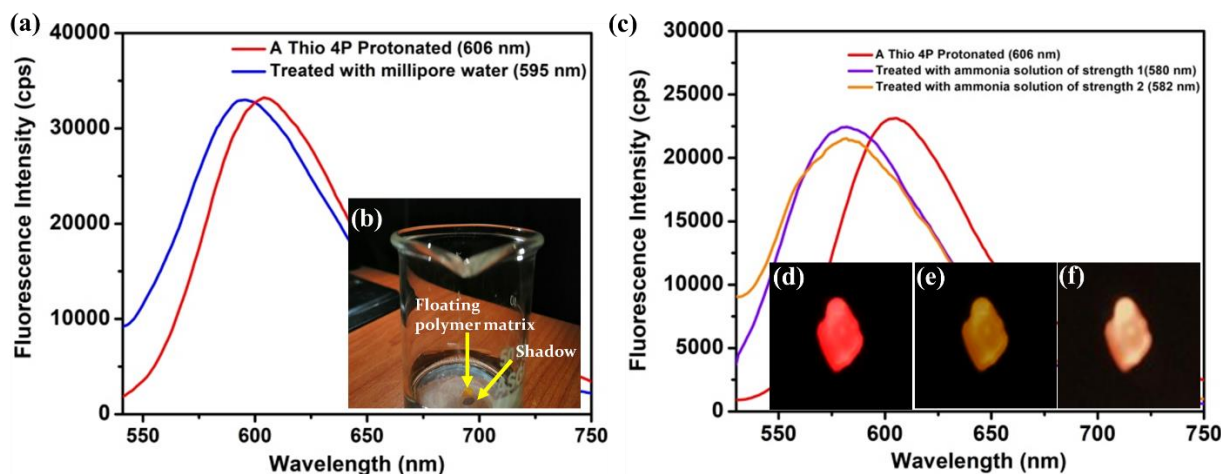 (a)
40000
30000
20000
10000
0
Fluorescence Intensity (cps)
A Thio 4P Protonated (606 nm)
Treated with millipore water (595 nm)
(b)
Floating
polymer matrix
Shadow
550
600
650
700
750
Wavelength (nm)
(c)
30000
25000
20000
15000
10000
5000
0
Fluorescence Intensity (cps)
A Thio 4P Protonated (606 nm)
Treated with ammonia solution of strength 1(580 nm)
Treated with ammonia solution of strength 2 (582 nm)
(d)
(e)
(f)
550
600
650
700
750
Wavelength (nm)